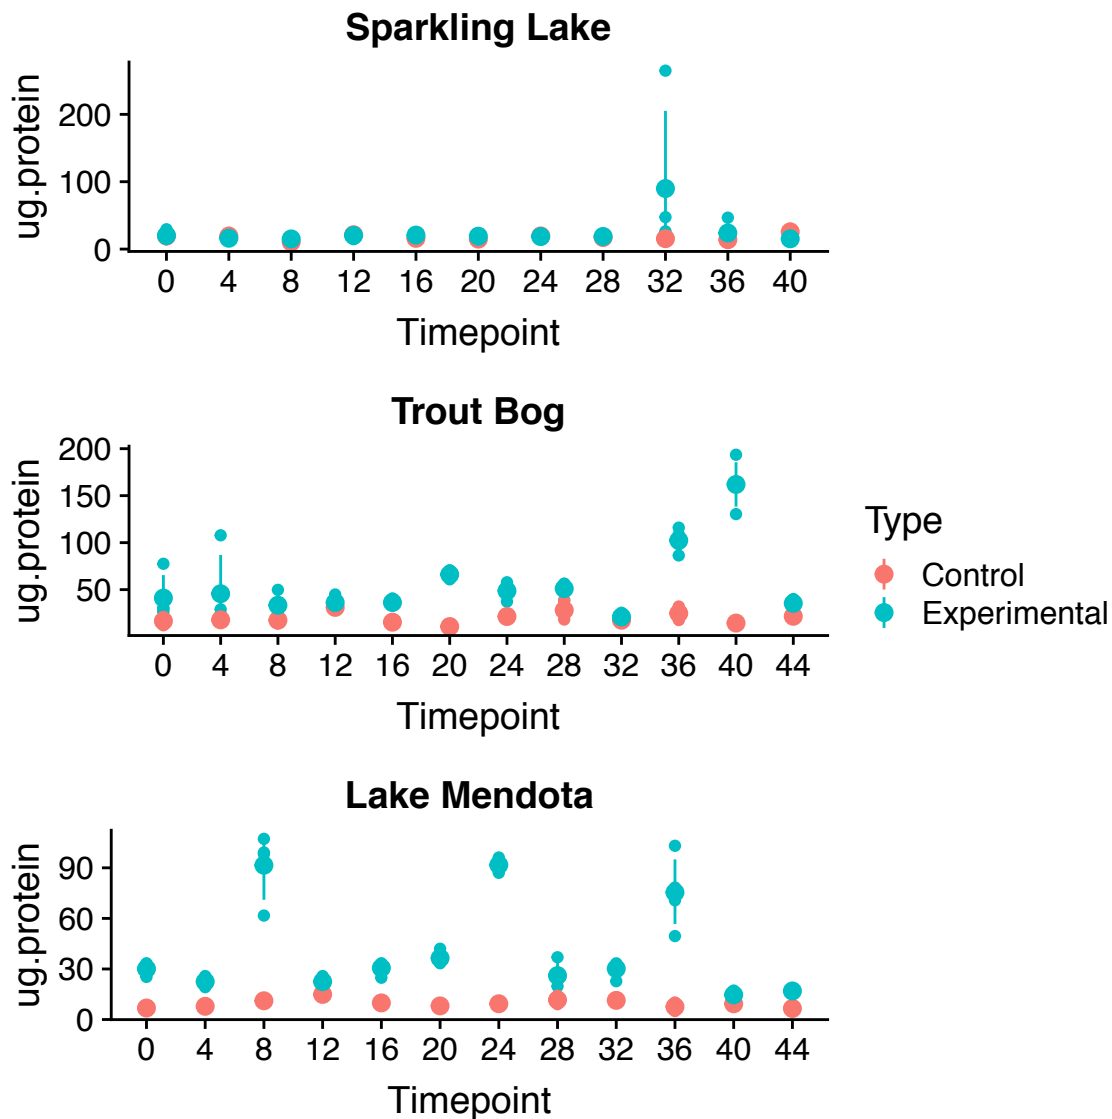 Sparkling Lake
ug.protein
200
100
0
0 4 8 12 16 20 24 28 32 36 40
Timepoint
Trout Bog
ug.protein
200
150
100
50
0 4 8 12 16 20 24 28 32 36 40 44
Timepoint
Type
Control
Experimental
Lake Mendota
ug.protein
90
60
30
0
0 4 8 12 16 20 24 28 32 36 40 44
Timepoint